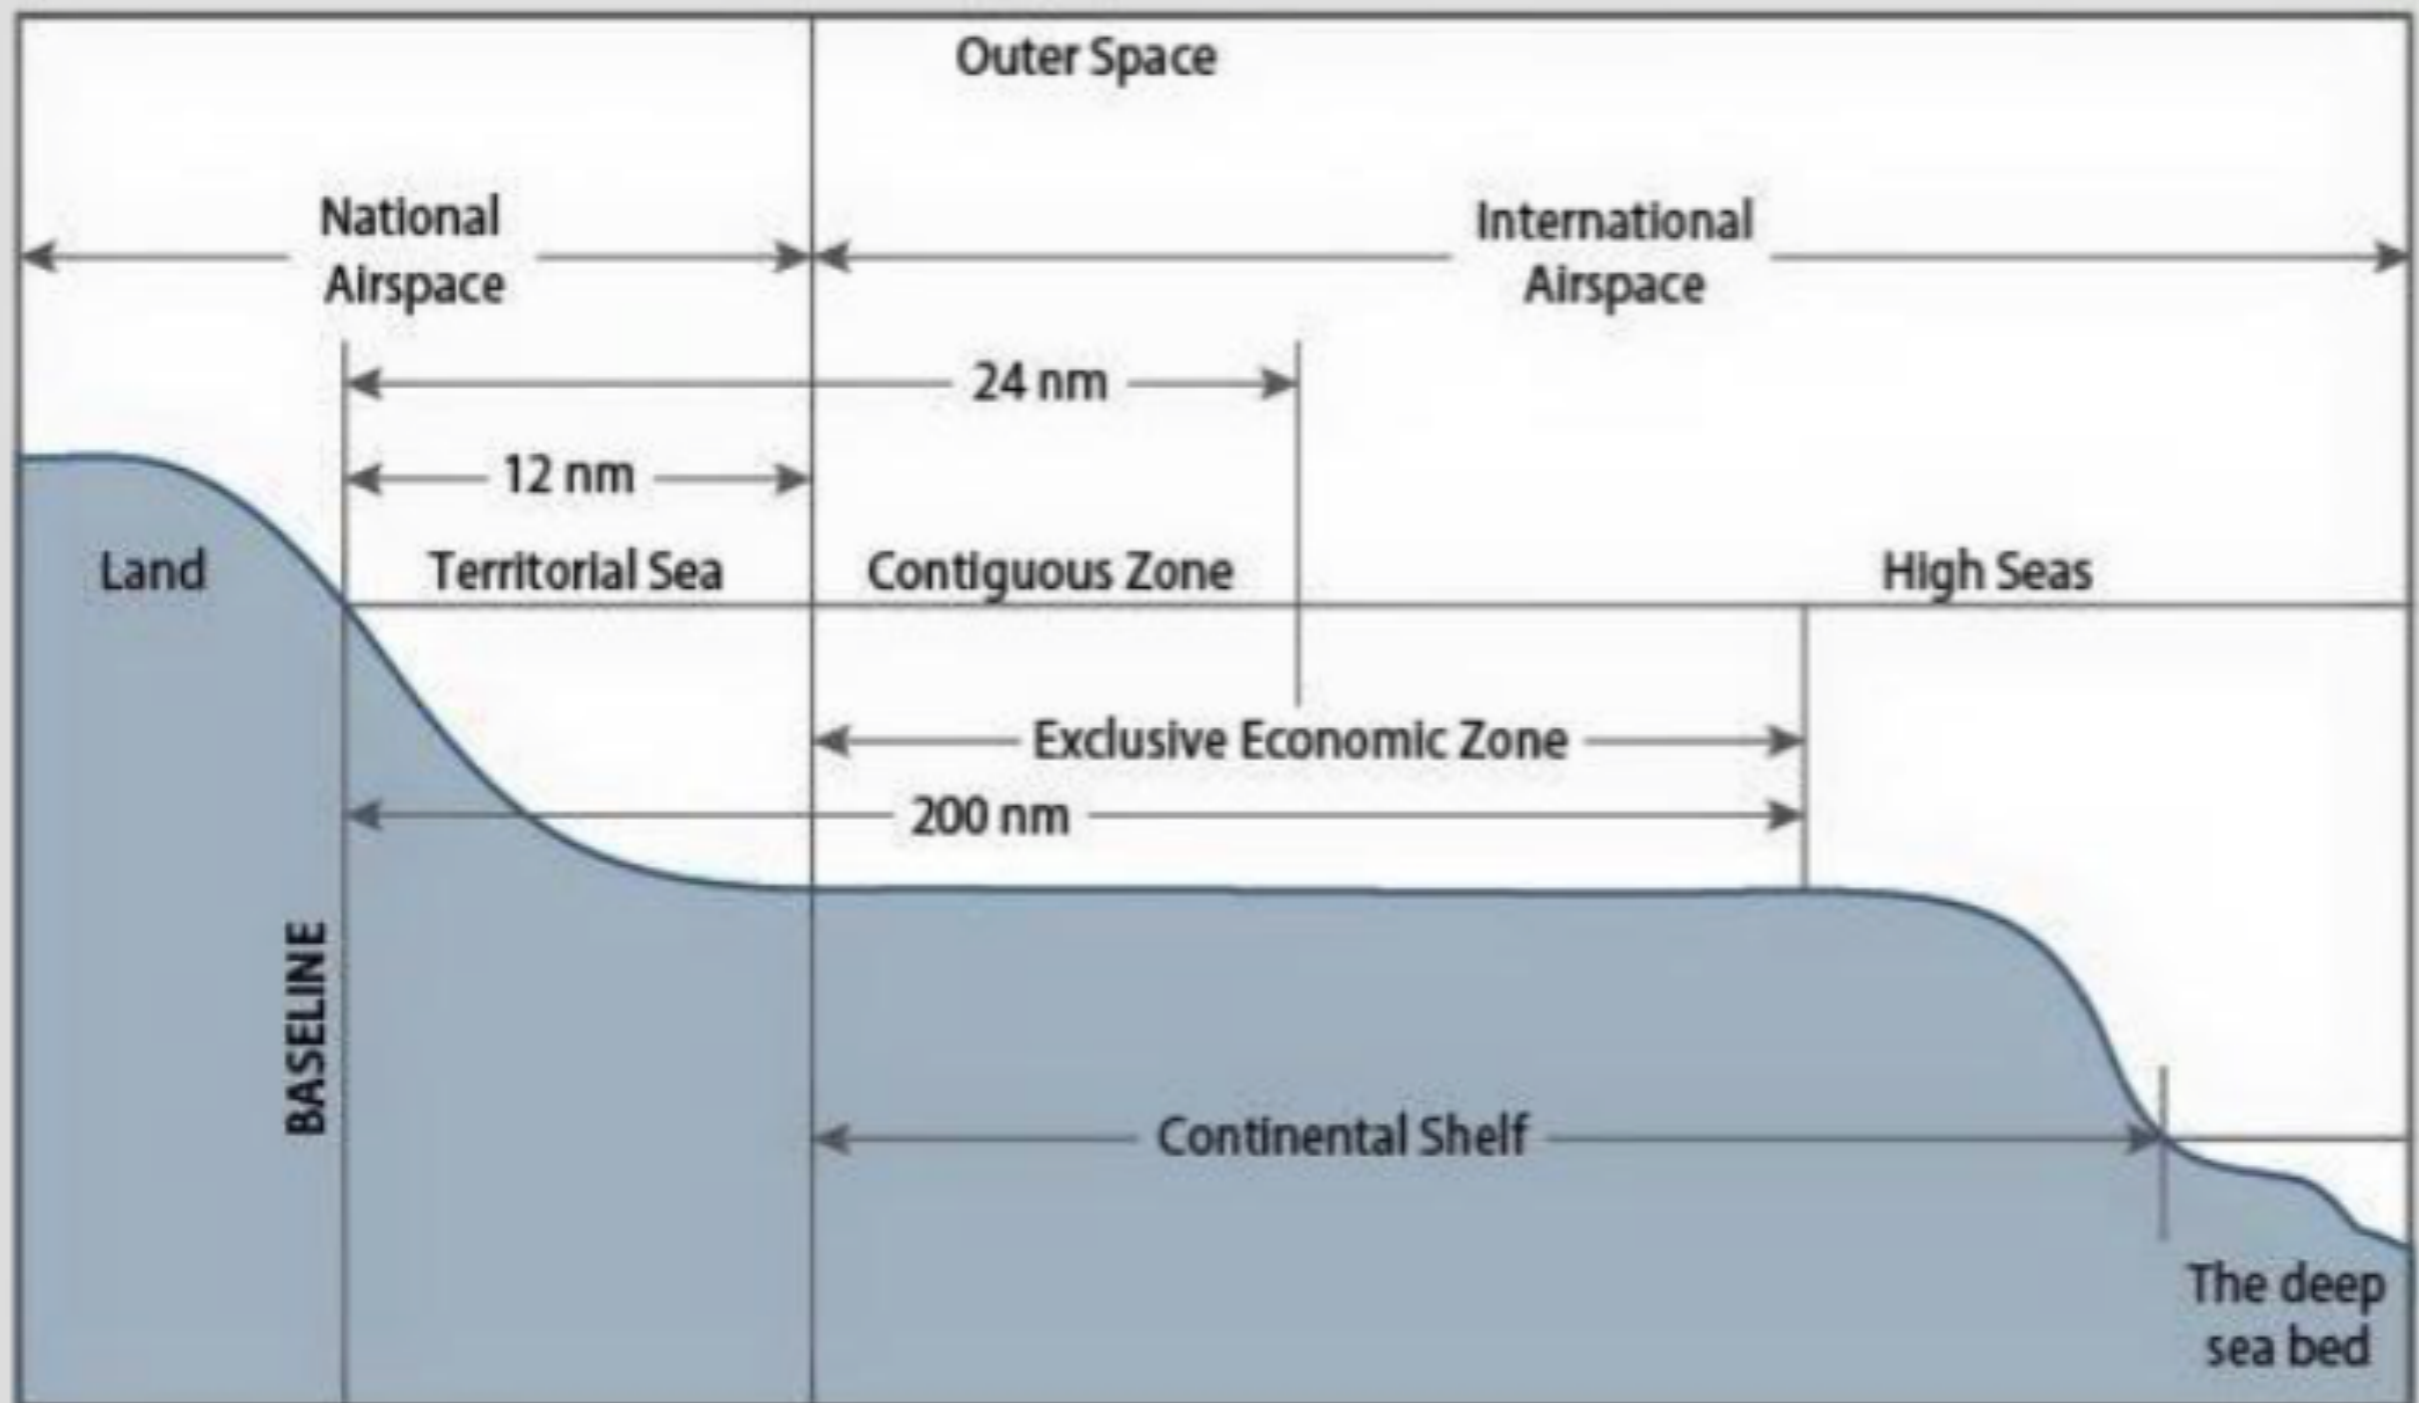 Outer Space
National
Airspace
International
Airspace
24 nm
12 nm
Land
Territorial Sea
Contiguous Zone
High Seas
Exclusive Economic Zone
200 nm
BASELINE
Continental Shelf
The deep
sea bed